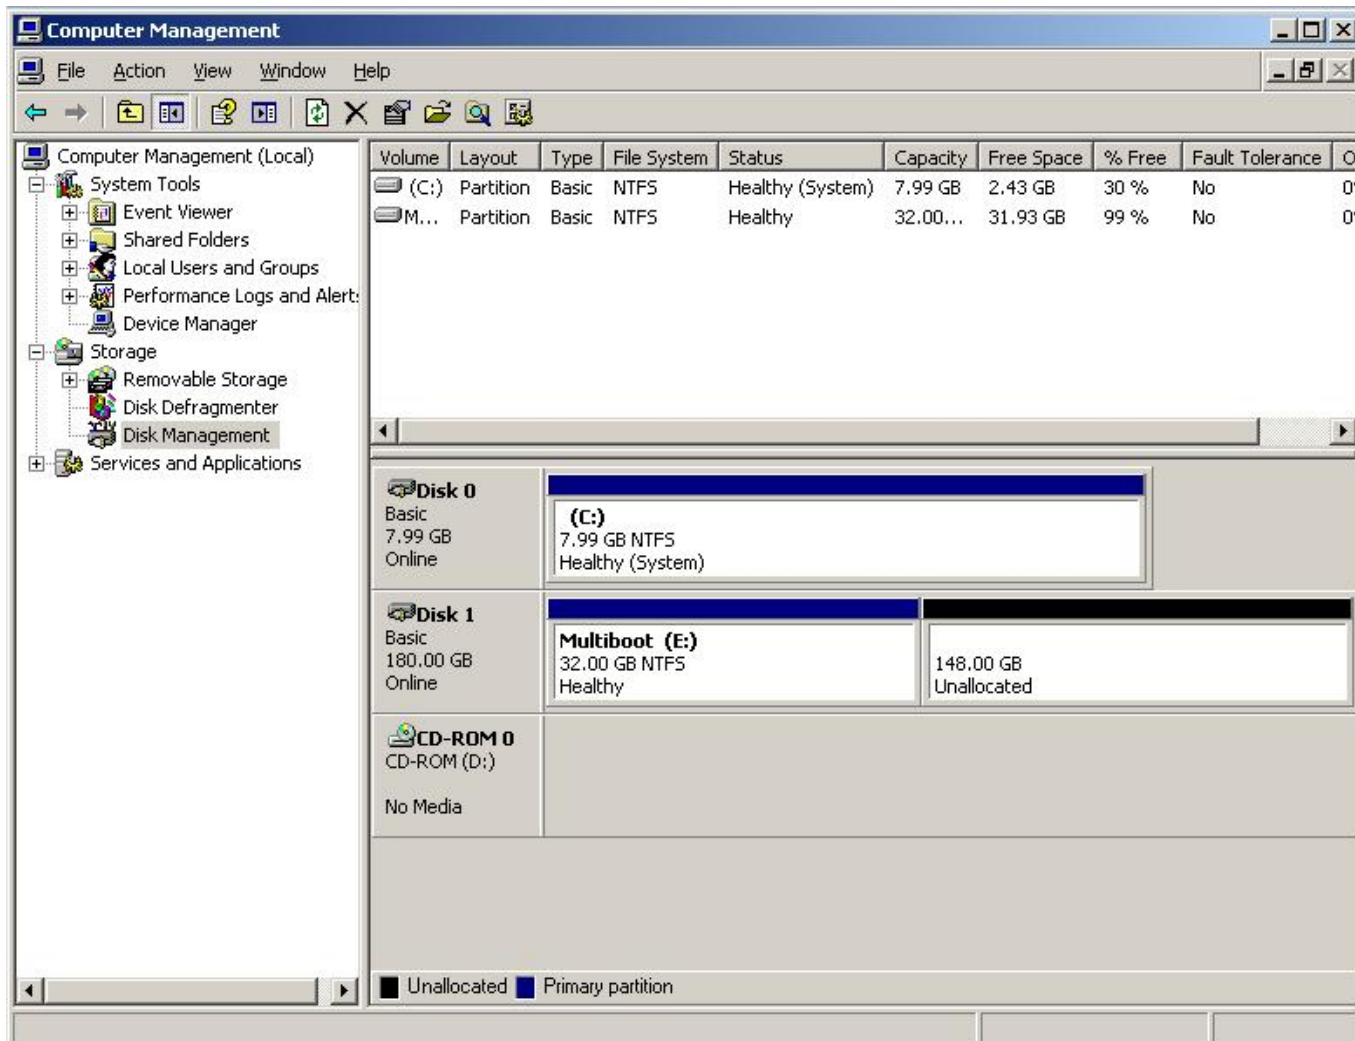 Computer Management
File Action View Window Help
Computer Management (Local)
System Tools
Event Viewer
Shared Folders
Local Users and Groups
Performance Logs and Alert
Device Manager
Storage
Removable Storage
Disk Defragmenter
Disk Management
Services and Applications
Volume Layout Type File System Status Capacity Free Space % Free Fault Tolerance O
(C:) Partition Basic NTFS Healthy (System) 7.99 GB 2.43 GB 30 % No 0
M... Partition Basic NTFS Healthy 32.00... 31.93 GB 99 % No 0
Disk 0
Basic
7.99 GB
Online
(C:)
7.99 GB NTFS
Healthy (System)
Disk 1
Basic
180.00 GB
Online
Multiboot (E:)
32.00 GB NTFS
Healthy
148.00 GB
Unallocated
CD-ROM 0
CD-ROM (D:)
No Media
Unallocated Primary partition